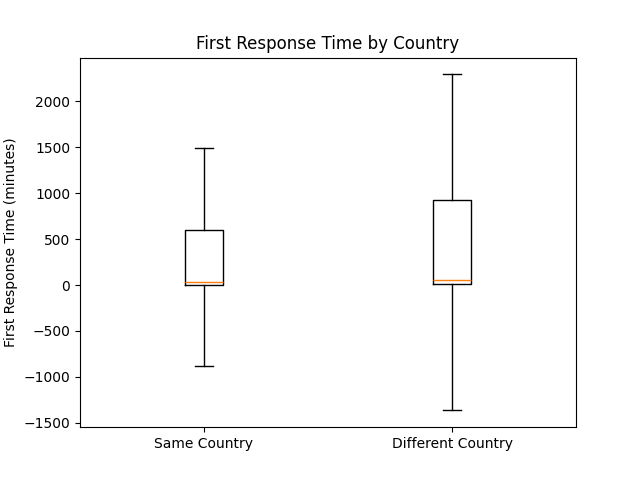 First Response Time by Country
First Response Time (minutes)
2000
1500
1000
500
0
−500
−1000
−1500
Same Country
Different Country